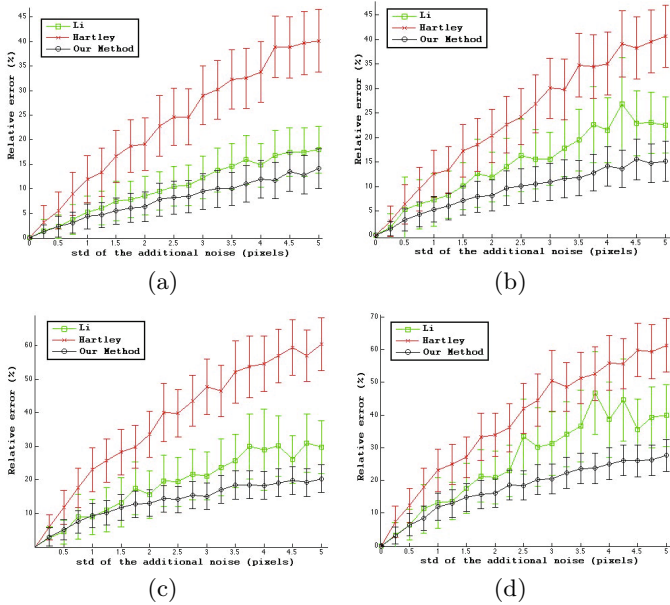 Li
Hartley
Our Method
Relative error (%)
45
40
35
30
25
20
15
10
5
0
0 0.5 1 1.5 2 2.5 3 3.5 4 4.5 5
std of the additional noise (pixels)
(a)
Li
Hartley
Our Method
Relative error (%)
45
40
35
30
25
20
15
10
5
0
0 0.5 1 1.5 2 2.5 3 3.5 4 4.5 5
std of the additional noise (pixels)
(b)
Li
Hartley
Our Method
Relative error (%)
60
50
40
30
20
10
0.5 1 1.5 2 2.5 3 3.5 4 4.5 5
std of the additional noise (pixels)
(c)
Li
Hartley
Our Method
Relative error (%)
70
60
50
40
30
20
10
0
0 0.5 1 1.5 2 2.5 3 3.5 4 4.5 5
std of the additional noise (pixels)
(d)